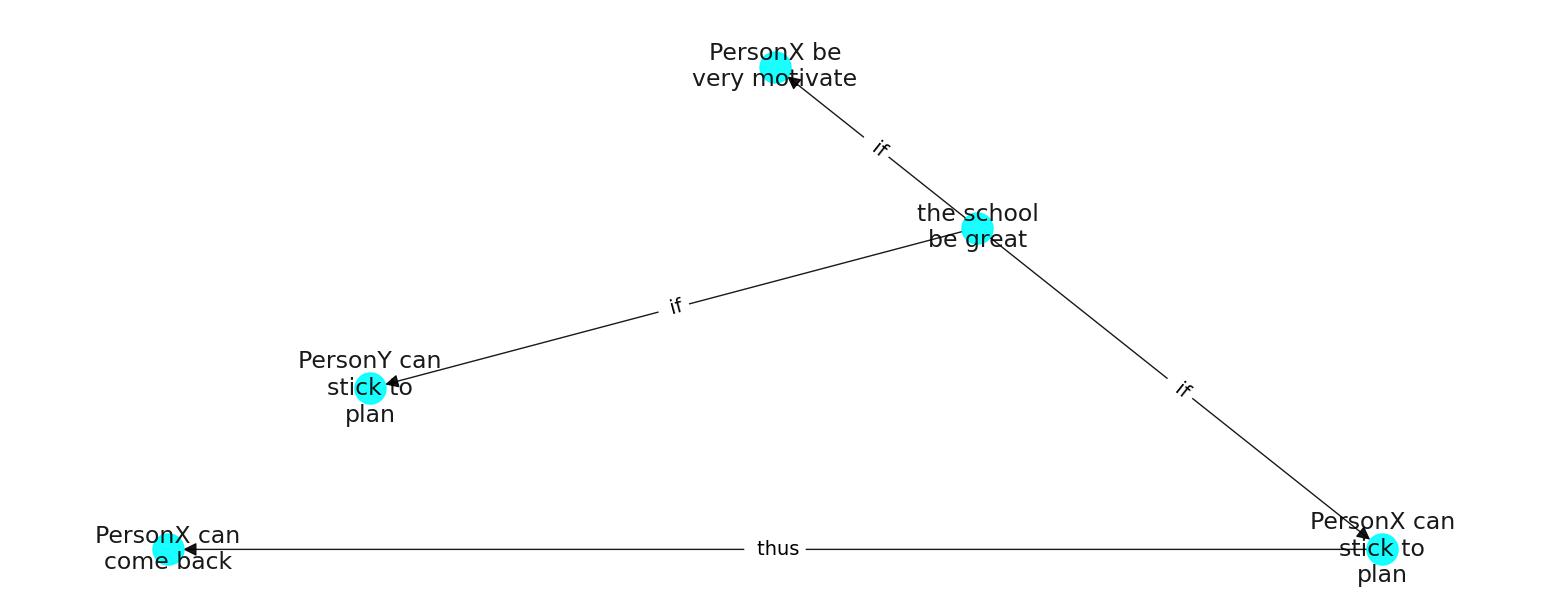 PersonX be
very motivate
if
the school
be great
if
PersonY can
stick to
plan
if
PersonX can
come back
thus
PersonX can
stick to
plan